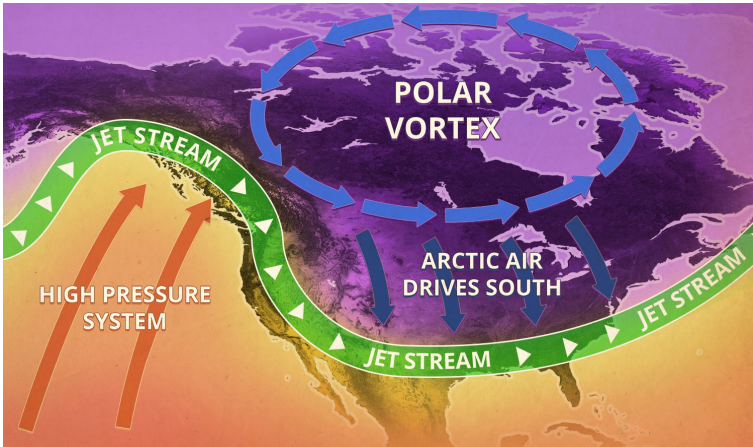 POLAR
VORTEX
JET STREAM
ARCTIC AIR
DRIVES SOUTH
HIGH PRESSURE
SYSTEM
JET STREAM
JET STREAM